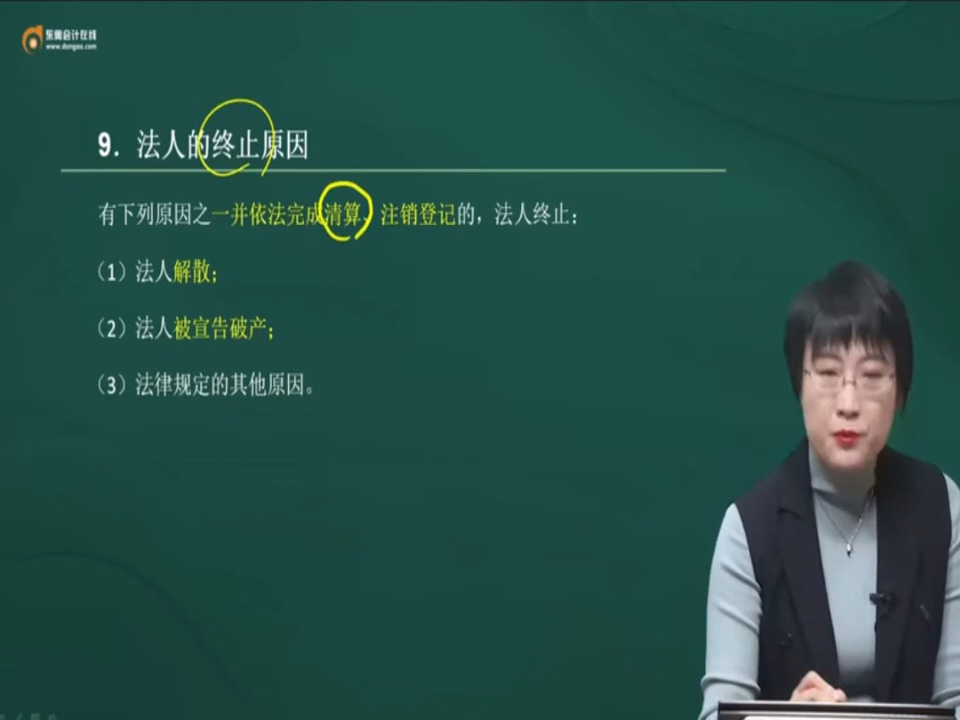 东奥会计在线
www.dongao.com
9. 法人的终止原因
有下列原因之一并依法完成清算、注销登记的，法人终止：
（1）法人解散；
（2）法人被宣告破产；
（3）法律规定的其他原因。